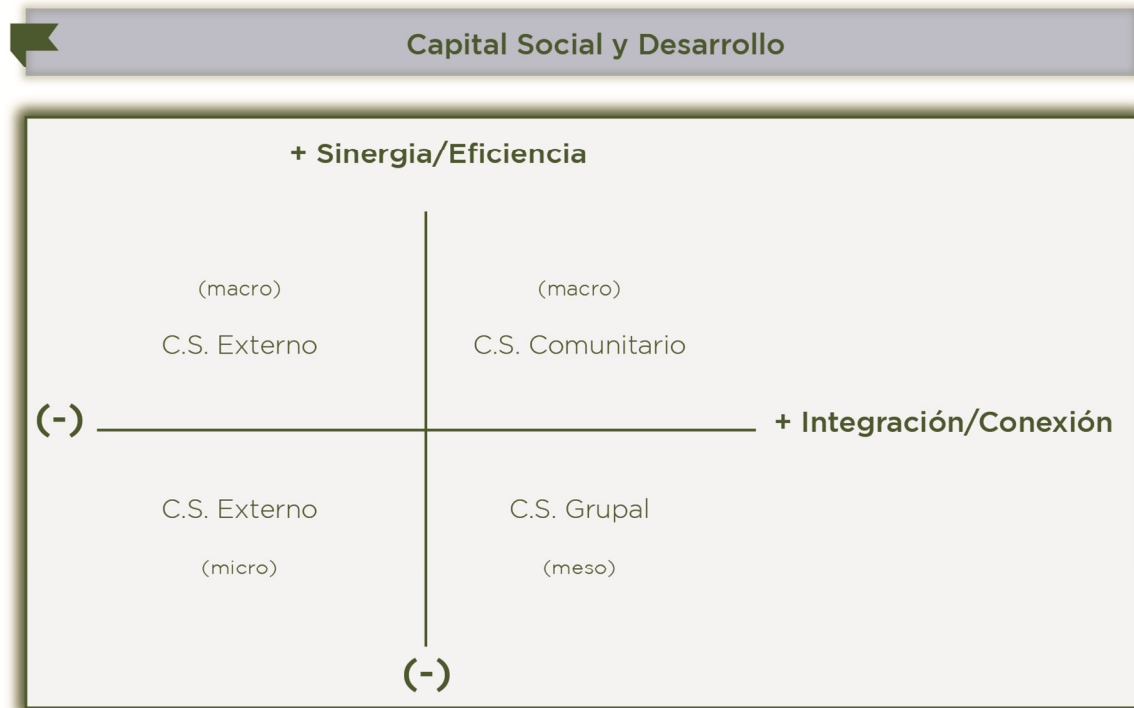 Capital Social y Desarrollo
+ Sinergia/Eficiencia
(macro)
C.S. Externo
(macro)
C.S. Comunitario
(-)
+ Integración/Conexión
C.S. Externo
(micro)
C.S. Grupal
(meso)
(-)